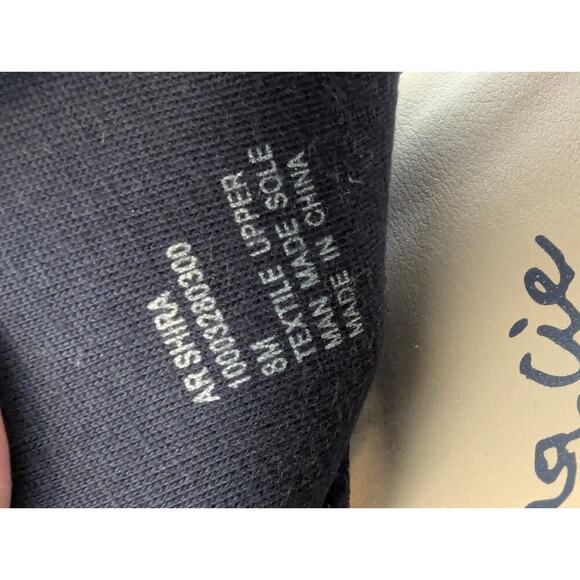 AR SHIRA
10003280300
8M
TEXTILE UPPER
MAN MADE SOLE
MADE IN CHINA